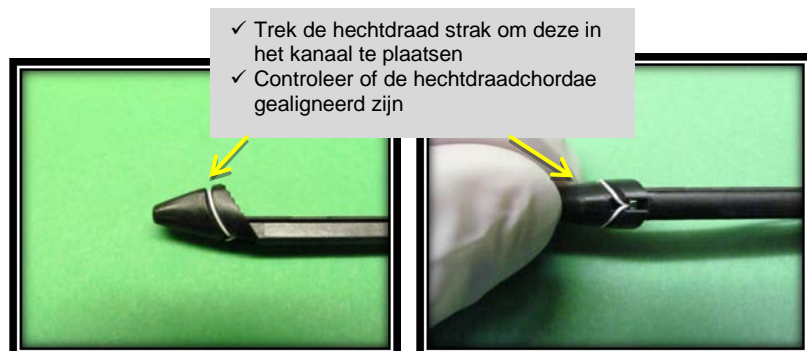 ✓ Trek de hechtdraad strak om deze in
het kanaal te plaatsen
✓ Controleer of de hechtdraadchordae
gealigneerd zijn